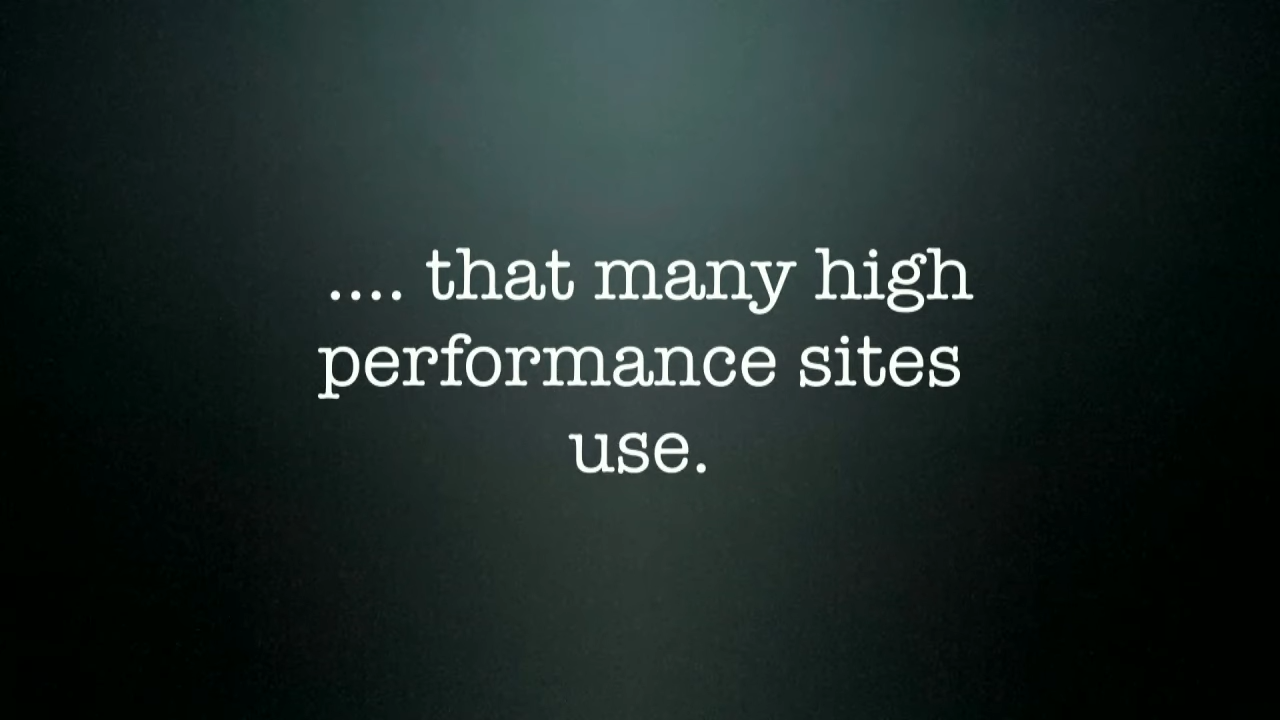 .... that many high
performance sites
use.